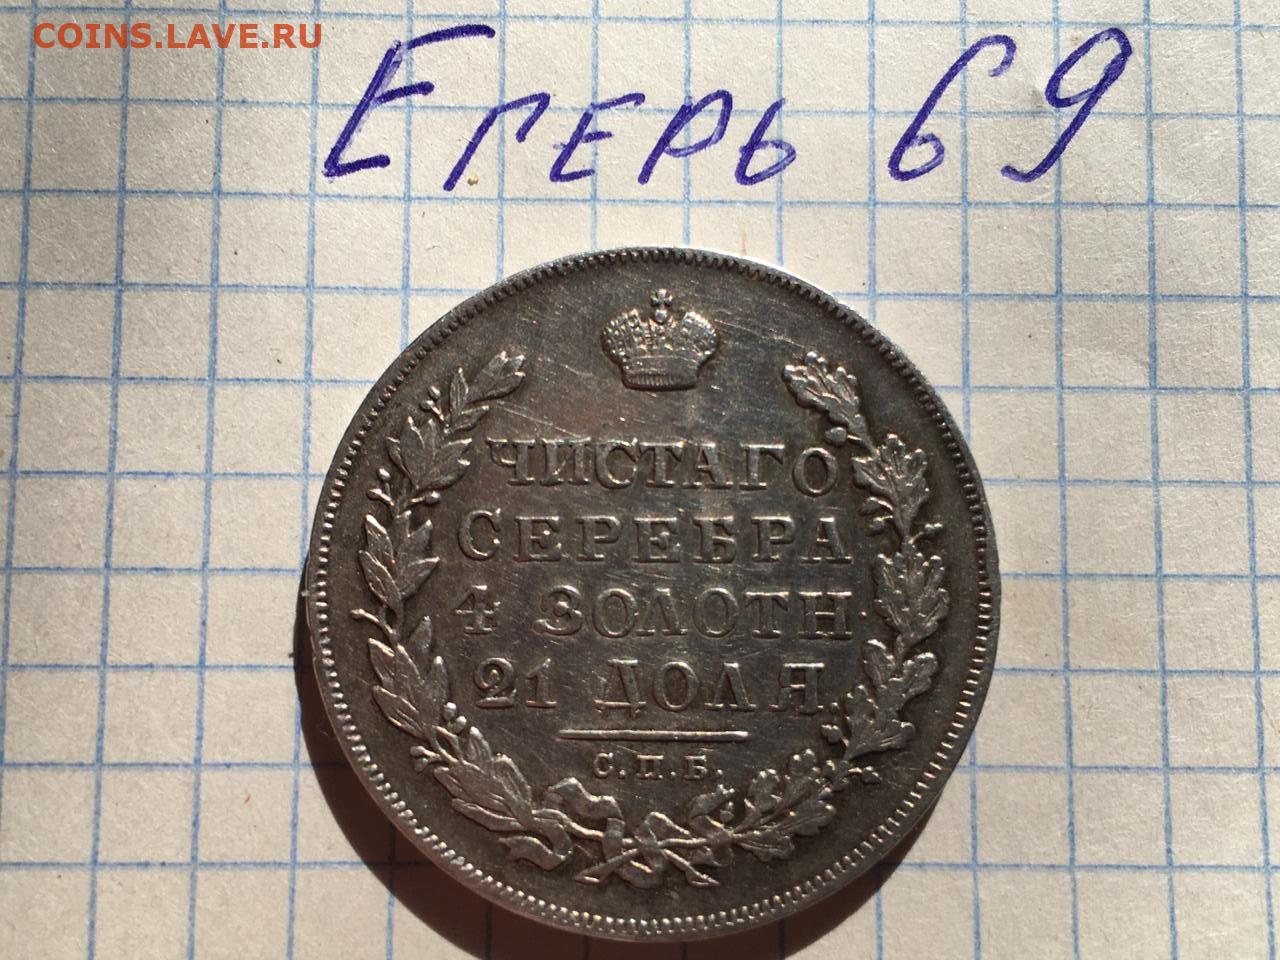 COINS.LAVE.RU
Егерь 69
ЧИСТАГО
СЕРЕБРА
4 ЗОЛОТН.
21 ДОЛЯ.
С.П.Б.